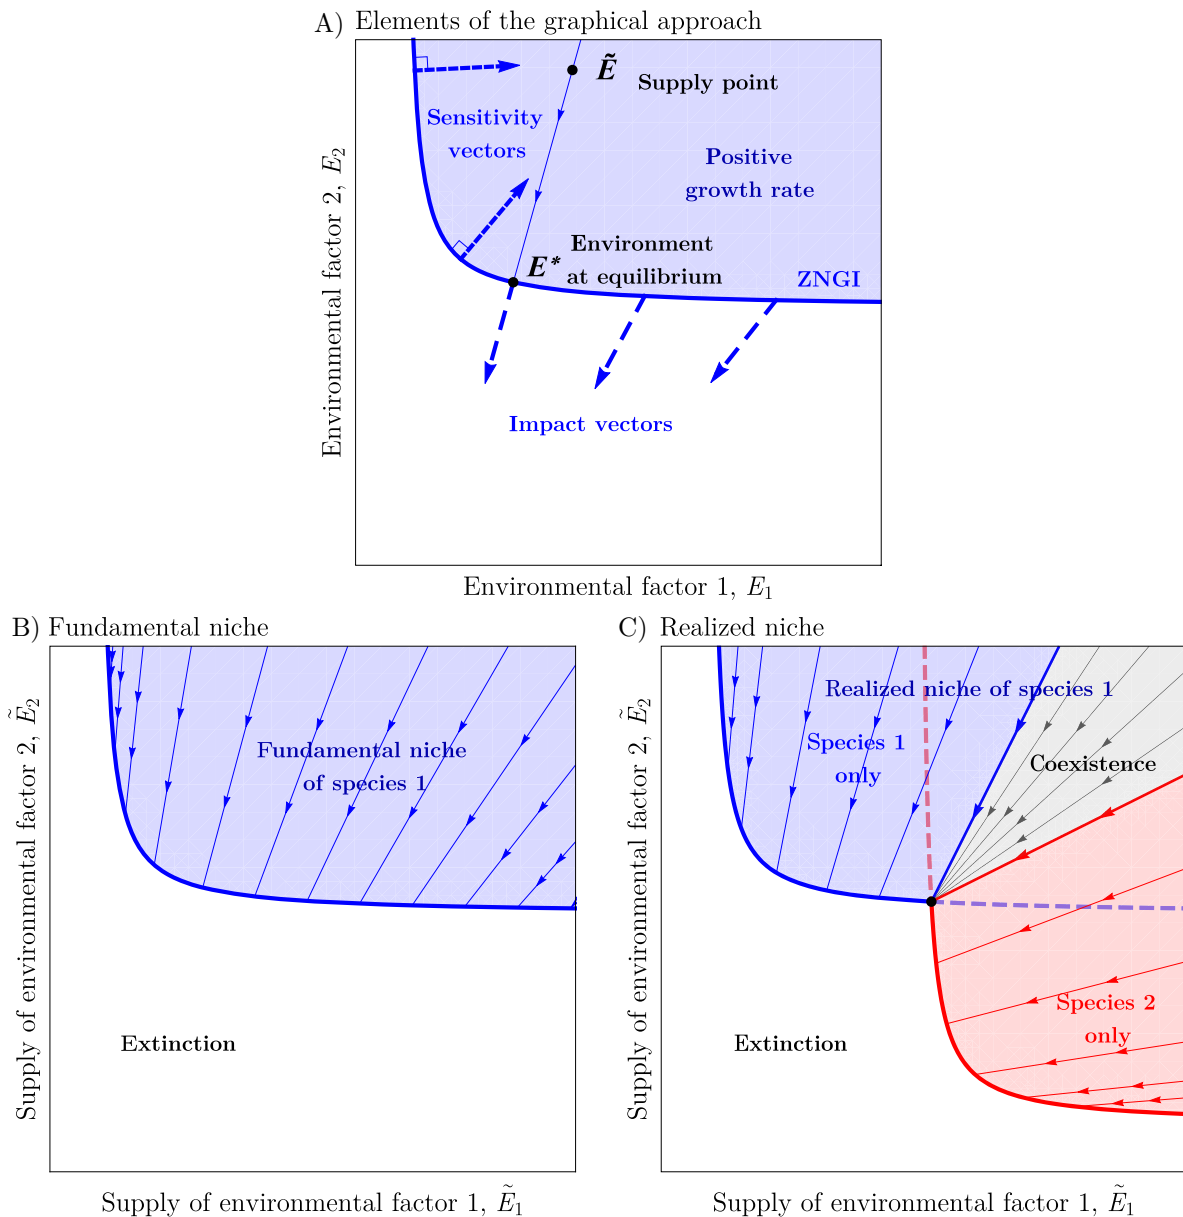 A) Elements of the graphical approach
Ẽ
Supply point
Sensitivity
vectors
Positive
growth rate
Environment
E* at equilibrium
ZNGI
Impact vectors
Environmental factor 2, E₂
Environmental factor 1, E₁
B) Fundamental niche
Fundamental niche
of species 1
Extinction
Supply of environmental factor 2, Ẽ₂
Supply of environmental factor 1, Ẽ₁
C) Realized niche
Realized niche of species 1
Species 1
only
Coexistence
Species 2
only
Extinction
Supply of environmental factor 2, Ẽ₂
Supply of environmental factor 1, Ẽ₁